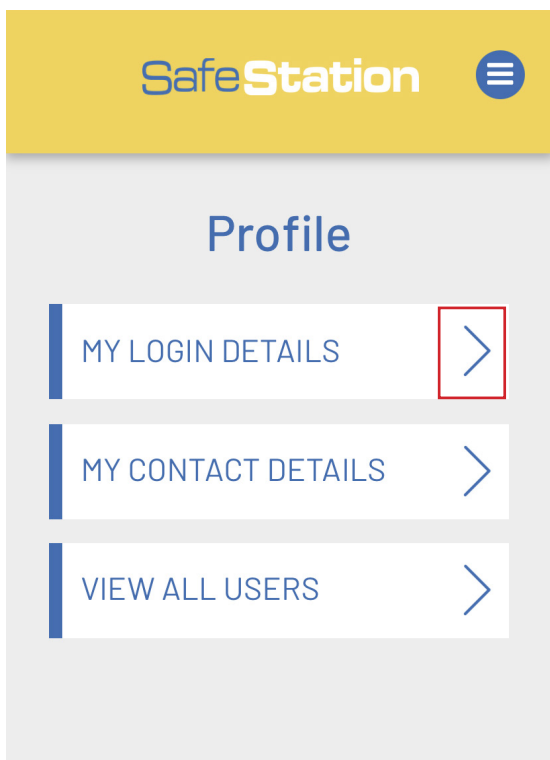 SafeStation
Profile
MY LOGIN DETAILS
MY CONTACT DETAILS
VIEW ALL USERS